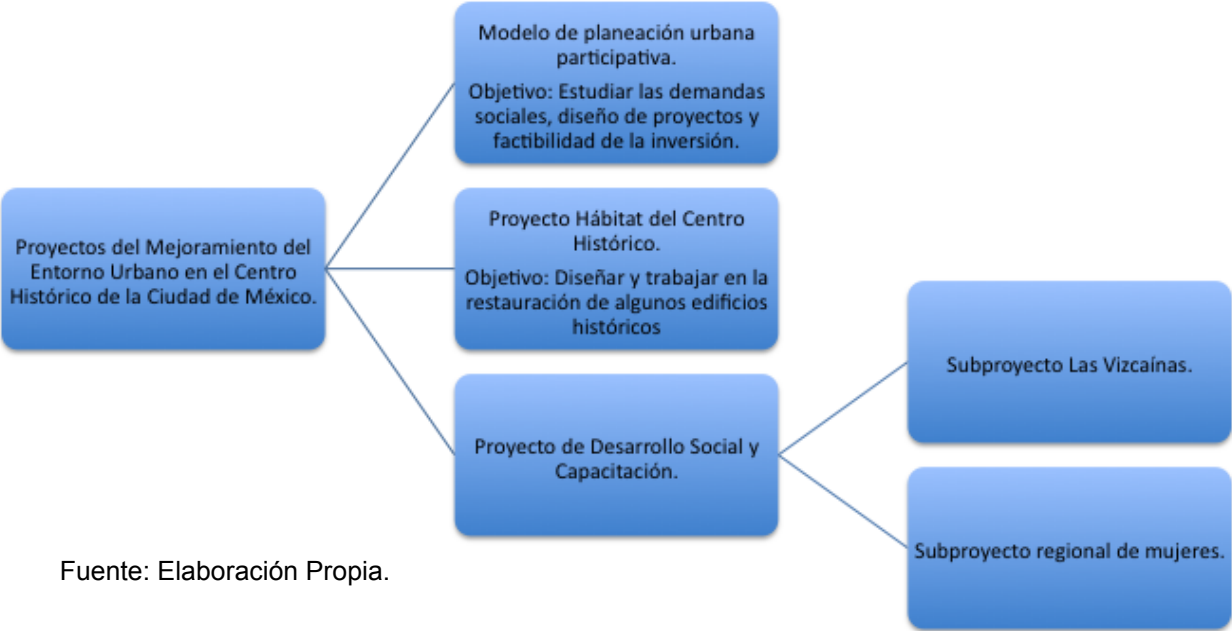 Modelo de planeación urbana
participativa.
Objetivo: Estudiar las demandas
sociales, diseño de proyectos y
factibilidad de la inversión.
Proyectos del Mejoramiento del
Entorno Urbano en el Centro
Histórico de la Ciudad de México.
Proyecto Hábitat del Centro
Histórico.
Objetivo: Diseñar y trabajar en la
restauración de algunos edificios
históricos
Proyecto de Desarrollo Social y
Capacitación.
Subproyecto Las Vizcaínas.
Subproyecto regional de mujeres.
Fuente: Elaboración Propia.